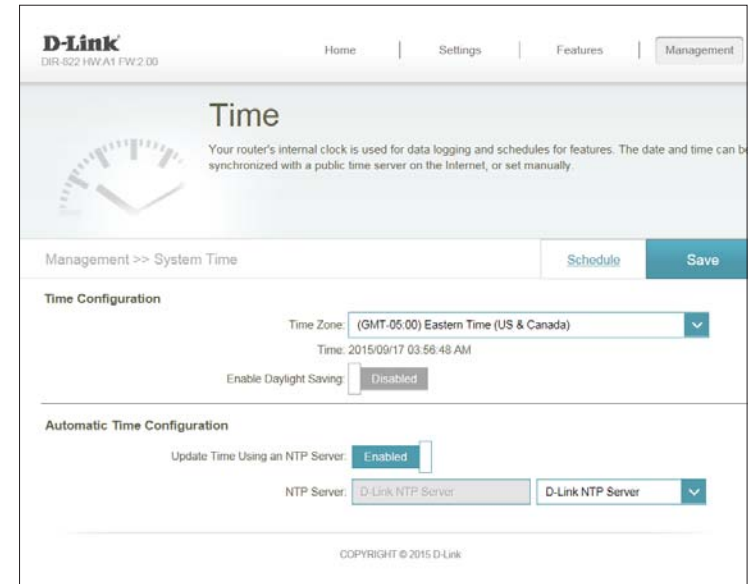 D-Link
DIR-822 HW:A1 FW:2.00
Home | Settings | Features | Management
Time
Your router's internal clock is used for data logging and schedules for features. The date and time can be
synchronized with a public time server on the Internet, or set manually.
Management >> System Time
Schedule
Save
Time Configuration
Time Zone: (GMT-05:00) Eastern Time (US & Canada)
Time: 2015/09/17 03:56:48 AM
Enable Daylight Saving: Disabled
Automatic Time Configuration
Update Time Using an NTP Server: Enabled
NTP Server: D-Link NTP Server D-Link NTP Server
COPYRIGHT © 2015 D-Link